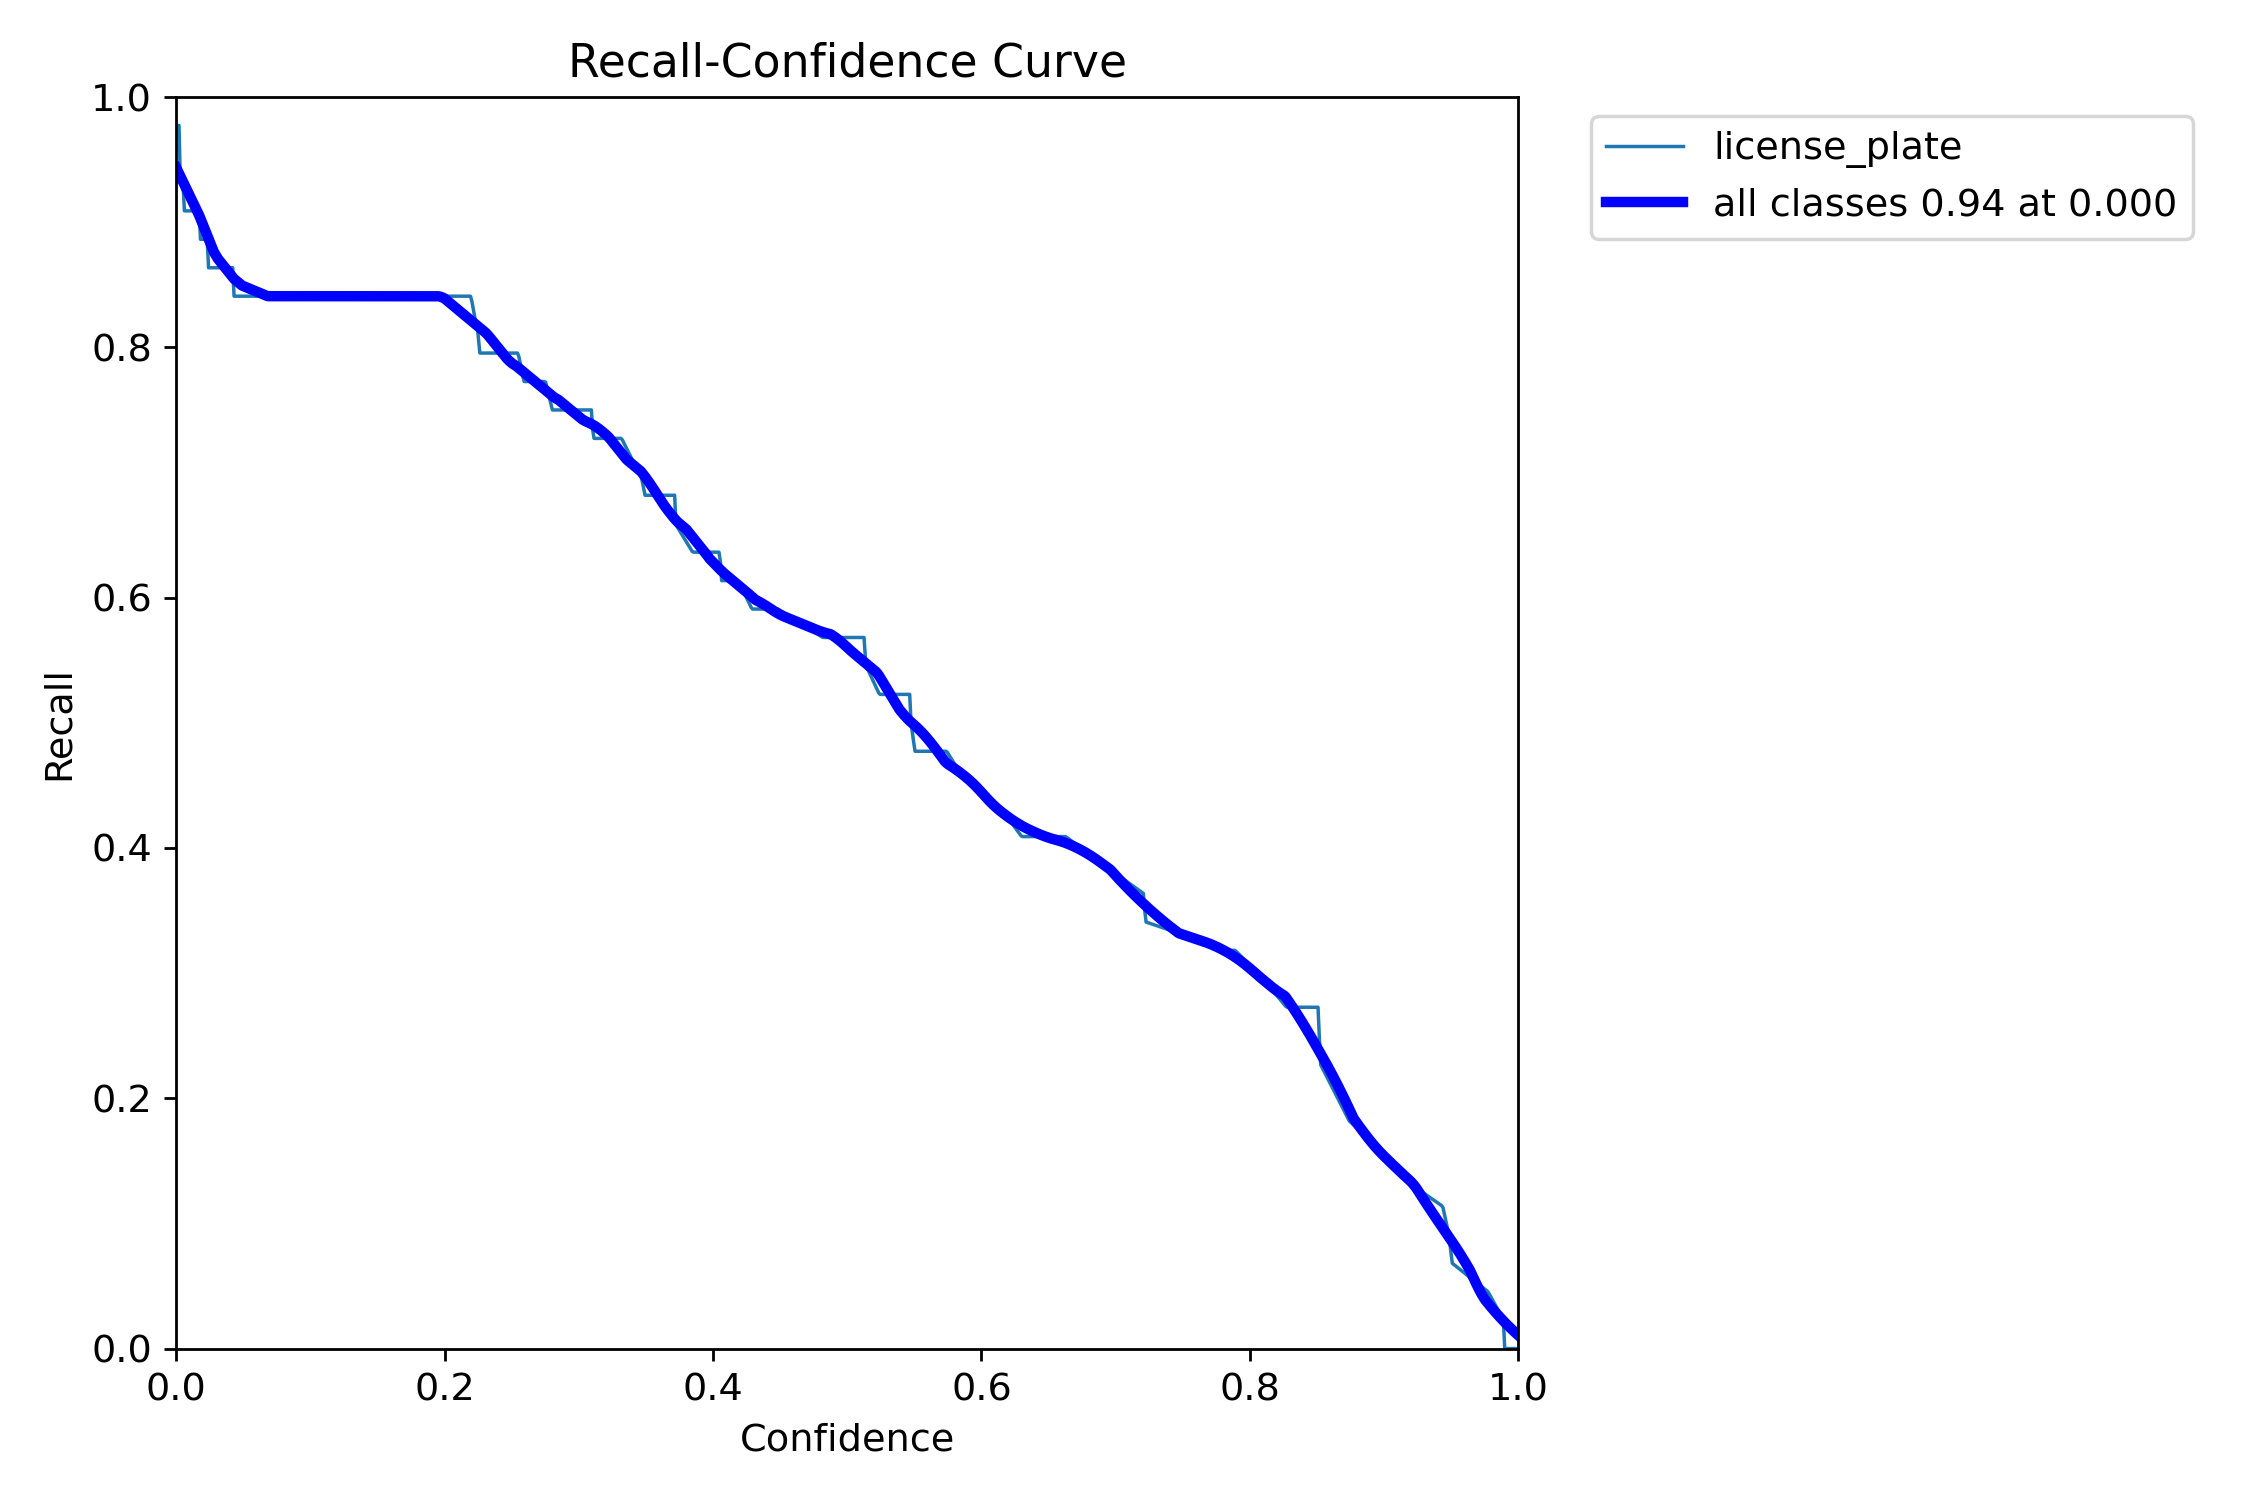 Recall-Confidence Curve
license_plate
all classes 0.94 at 0.000
Recall
1.0
0.8
0.6
0.4
0.2
0.0
0.0 0.2 0.4 0.6 0.8 1.0
Confidence